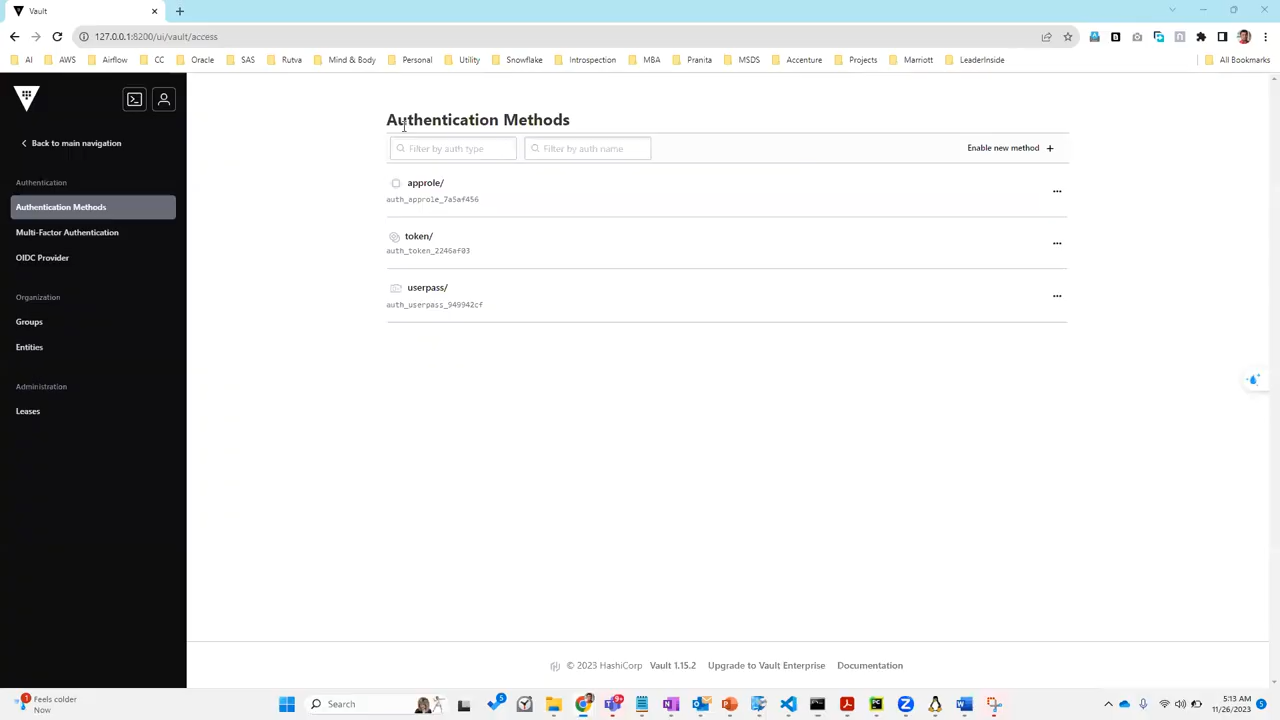 Vault
127.0.0.1:8200/ui/vault/access
AI AWS Airflow CC Oracle SAS Rutva Mind & Body Personal Utility Snowflake Introspection MBA Pranita MSDS Accenture Projects Marriott LeaderInside All Bookmarks
Back to main navigation
Authentication
Authentication Methods
Multi-Factor Authentication
OIDC Provider
Organization
Groups
Entities
Administration
Leases
Authentication Methods
Filter by auth type Filter by auth name Enable new method +
approle/
auth_approle_7a5af456
token/
auth_token_2246af03
userpass/
auth_userpass_949942cf
© 2023 HashiCorp Vault 1.15.2 Upgrade to Vault Enterprise Documentation
1 Feels colder
Now
Search
5
9+
5:13 AM
11/26/2023
5